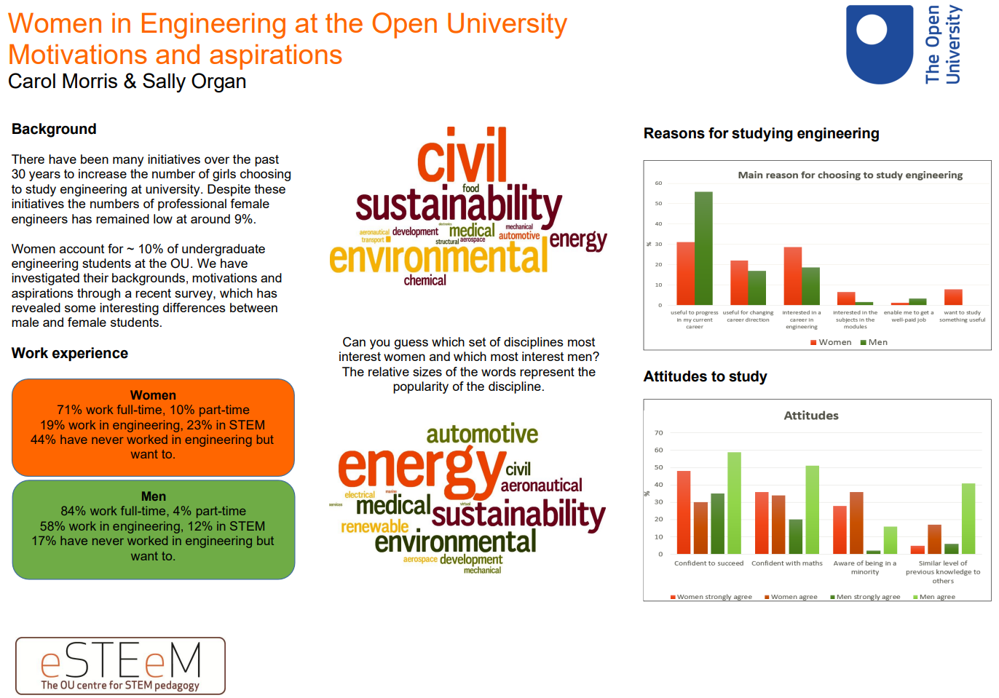 Women in Engineering at the Open University
Motivations and aspirations
Carol Morris & Sally Organ
The Open
University
Background
There have been many initiatives over the past
30 years to increase the number of girls choosing
to study engineering at university. Despite these
initiatives the numbers of professional female
engineers has remained low at around 9%.
Women account for ~ 10% of undergraduate
engineering students at the OU. We have
investigated their backgrounds, motivations and
aspirations through a recent survey, which has
revealed some interesting differences between
male and female students.
Work experience
Women
71% work full-time, 10% part-time
19% work in engineering, 23% in STEM
44% have never worked in engineering but
want to.
Men
84% work full-time, 4% part-time
58% work in engineering, 12% in STEM
17% have never worked in engineering but
want to.
eSTEeM
The OU centre for STEM pedagogy
civil
food
sustainability
electronics
mechanical
aeronautical
development
medical
automotive
energy
transport
structural
aerospace
environmental
chemical
Can you guess which set of disciplines most
interest women and which most interest men?
The relative sizes of the words represent the
popularity of the discipline.
automotive
energy
civil
aeronautical
electrical
marine
services
medical
virtual
sustainability
renewable
environmental
aerospace
development
mechanical
Reasons for studying engineering
Main reason for choosing to study engineering
60
50
40
30
%
20
10
0
useful to progress
in my current
career
useful for changing
career direction
interested in a
career in
engineering
interested in the
subjects in the
modules
enable me to get a
well-paid job
want to study
something useful
Women Men
Attitudes to study
Attitudes
70
60
50
40
%
30
20
10
0
Confident to succeed
Confident with maths
Aware of being in a
minority
Similar level of
previous knowledge to
others
Women strongly agree Women agree Men strongly agree Men agree